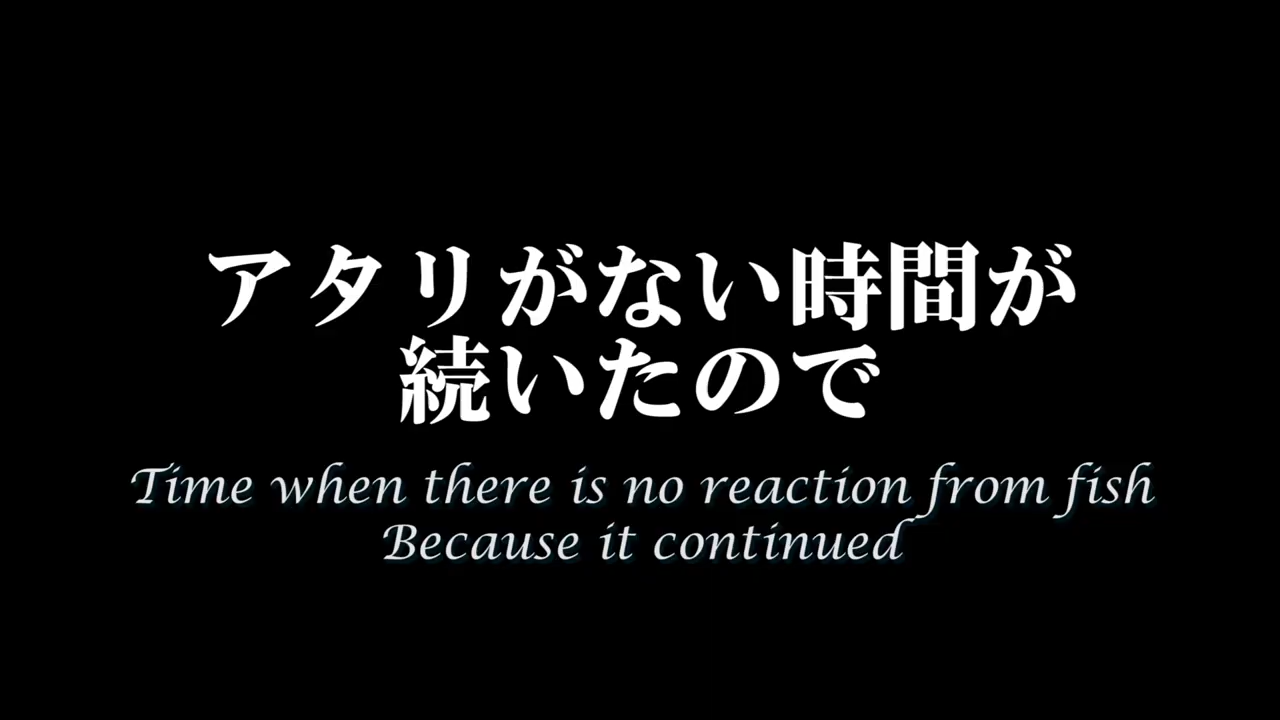 アタリがない時間が
続いたので
Time when there is no reaction from fish
Because it continued